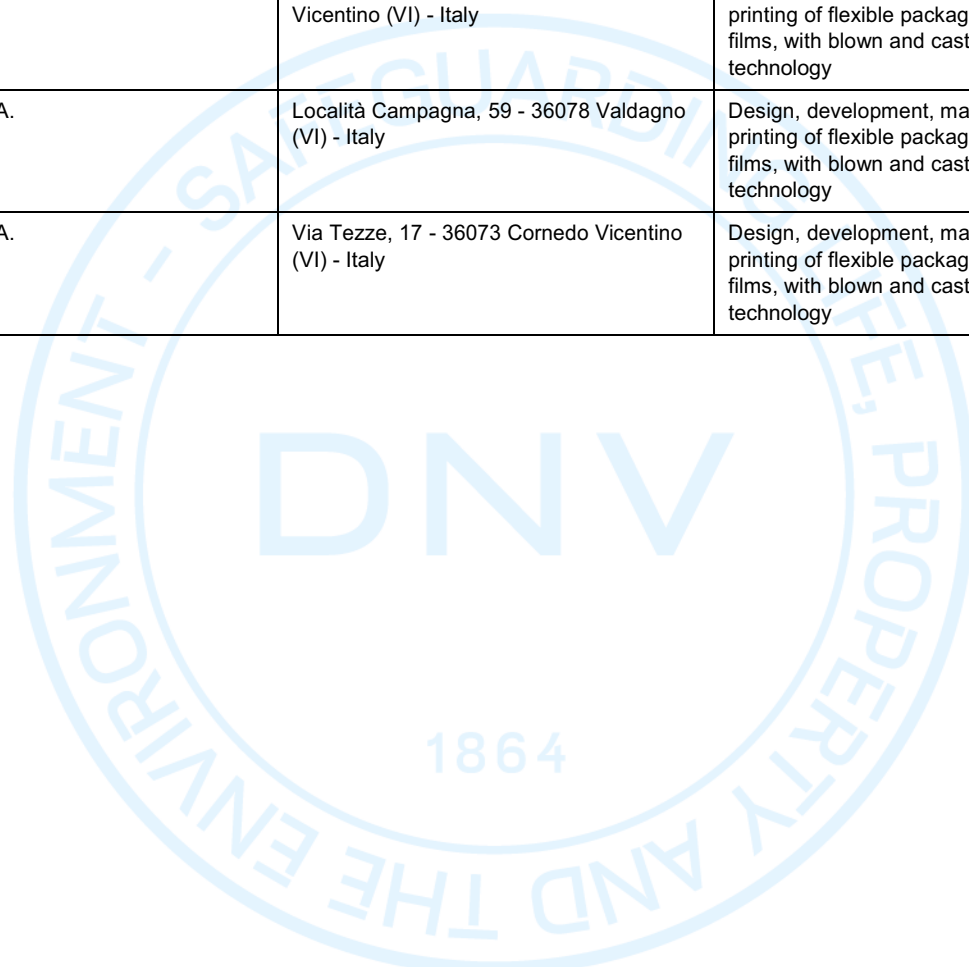 Vicentino (VI) - Italy
printing of flexible packag
films, with blown and cast
technology
A.
Località Campagna, 59 - 36078 Valdagno
(VI) - Italy
Design, development, ma
printing of flexible packag
films, with blown and cast
technology
A.
Via Tezze, 17 - 36073 Cornedo Vicentino
(VI) - Italy
Design, development, ma
printing of flexible packag
films, with blown and cast
technology
SAFEGUARDING LIFE, PROPERTY AND THE ENVIRONMENT -
DNV
1864